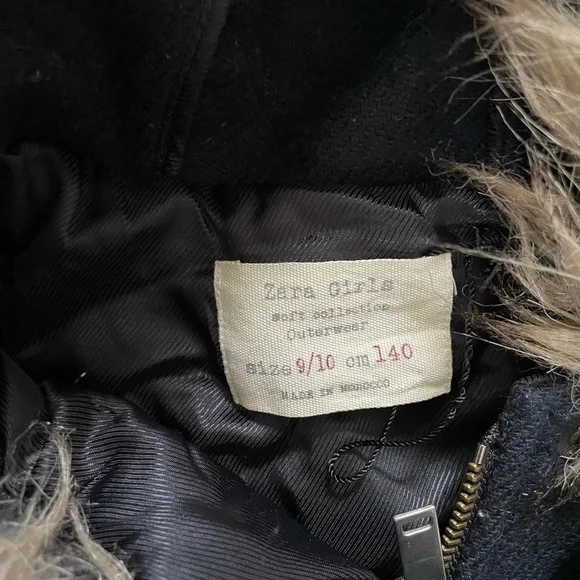 Zara Girls
soft collection
Outerwear
size 9/10 cm 140
MADE IN MOROCCO